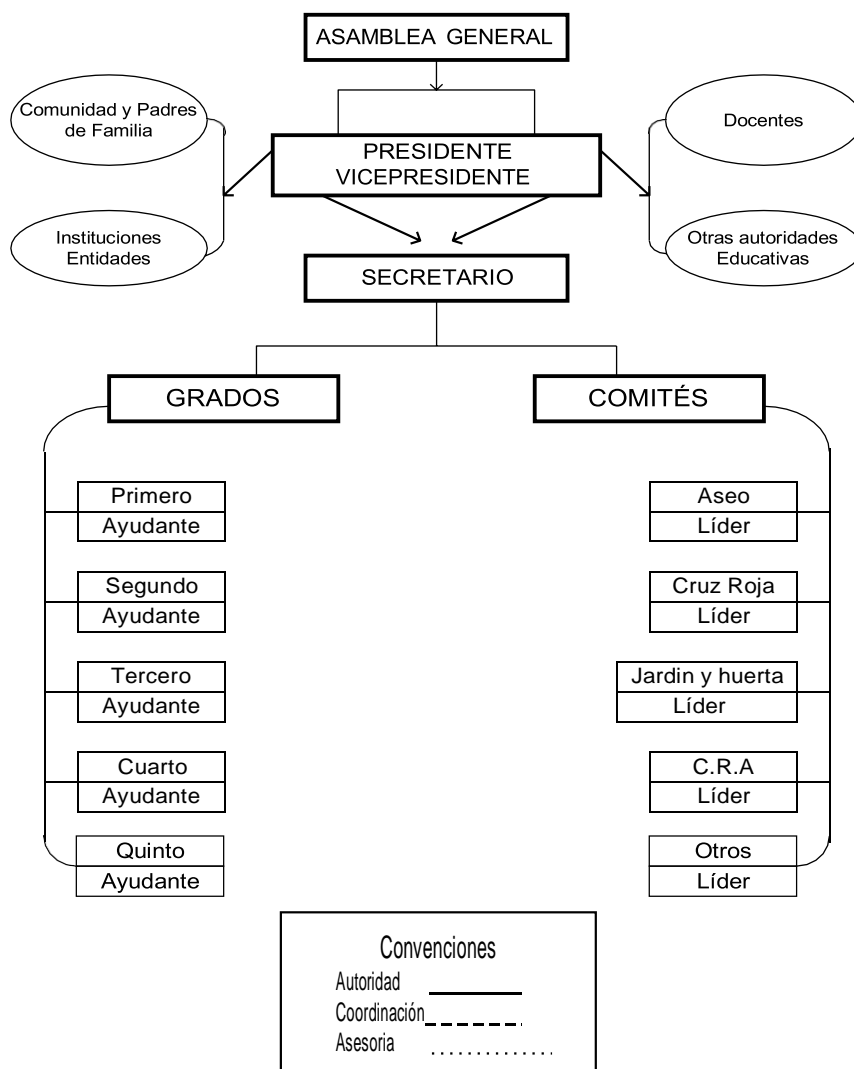 ASAMBLEA GENERAL
Comunidad y Padres
de Familia
Docentes
PRESIDENTE
VICEPRESIDENTE
Instituciones
Entidades
Otras autoridades
Educativas
SECRETARIO
GRADOS
COMITÉS
Primero
Ayudante
Aseo
Líder
Segundo
Ayudante
Cruz Roja
Líder
Tercero
Ayudante
Jardin y huerta
Líder
Cuarto
Ayudante
C.R.A
Líder
Quinto
Ayudante
Otros
Líder
Convenciones
Autoridad
Coordinación
Asesoria